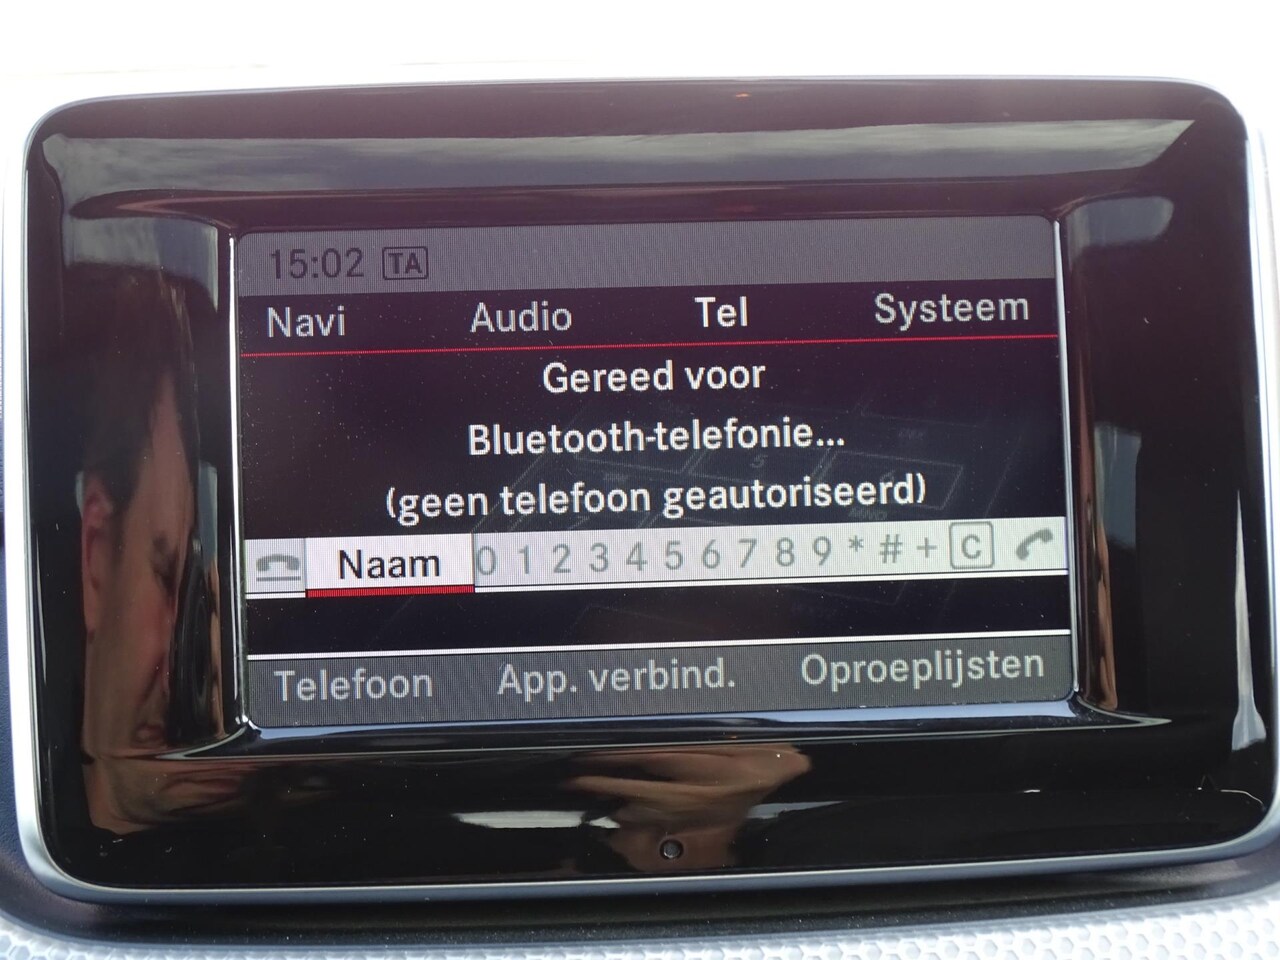 15:02 TA
Navi Audio Tel Systeem
Gereed voor
Bluetooth-telefonie...
(geen telefoon geautoriseerd)
Naam 0 1 2 3 4 5 6 7 8 9 * # + C
Telefoon App. verbind. Oproeplijsten